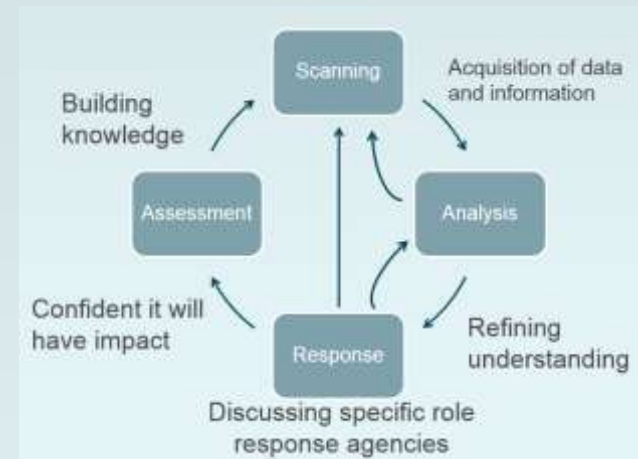 Scanning
Acquisition of data
and information
Building
knowledge
Assessment
Analysis
Confident it will
have impact
Response
Refining
understanding
Discussing specific role
response agencies